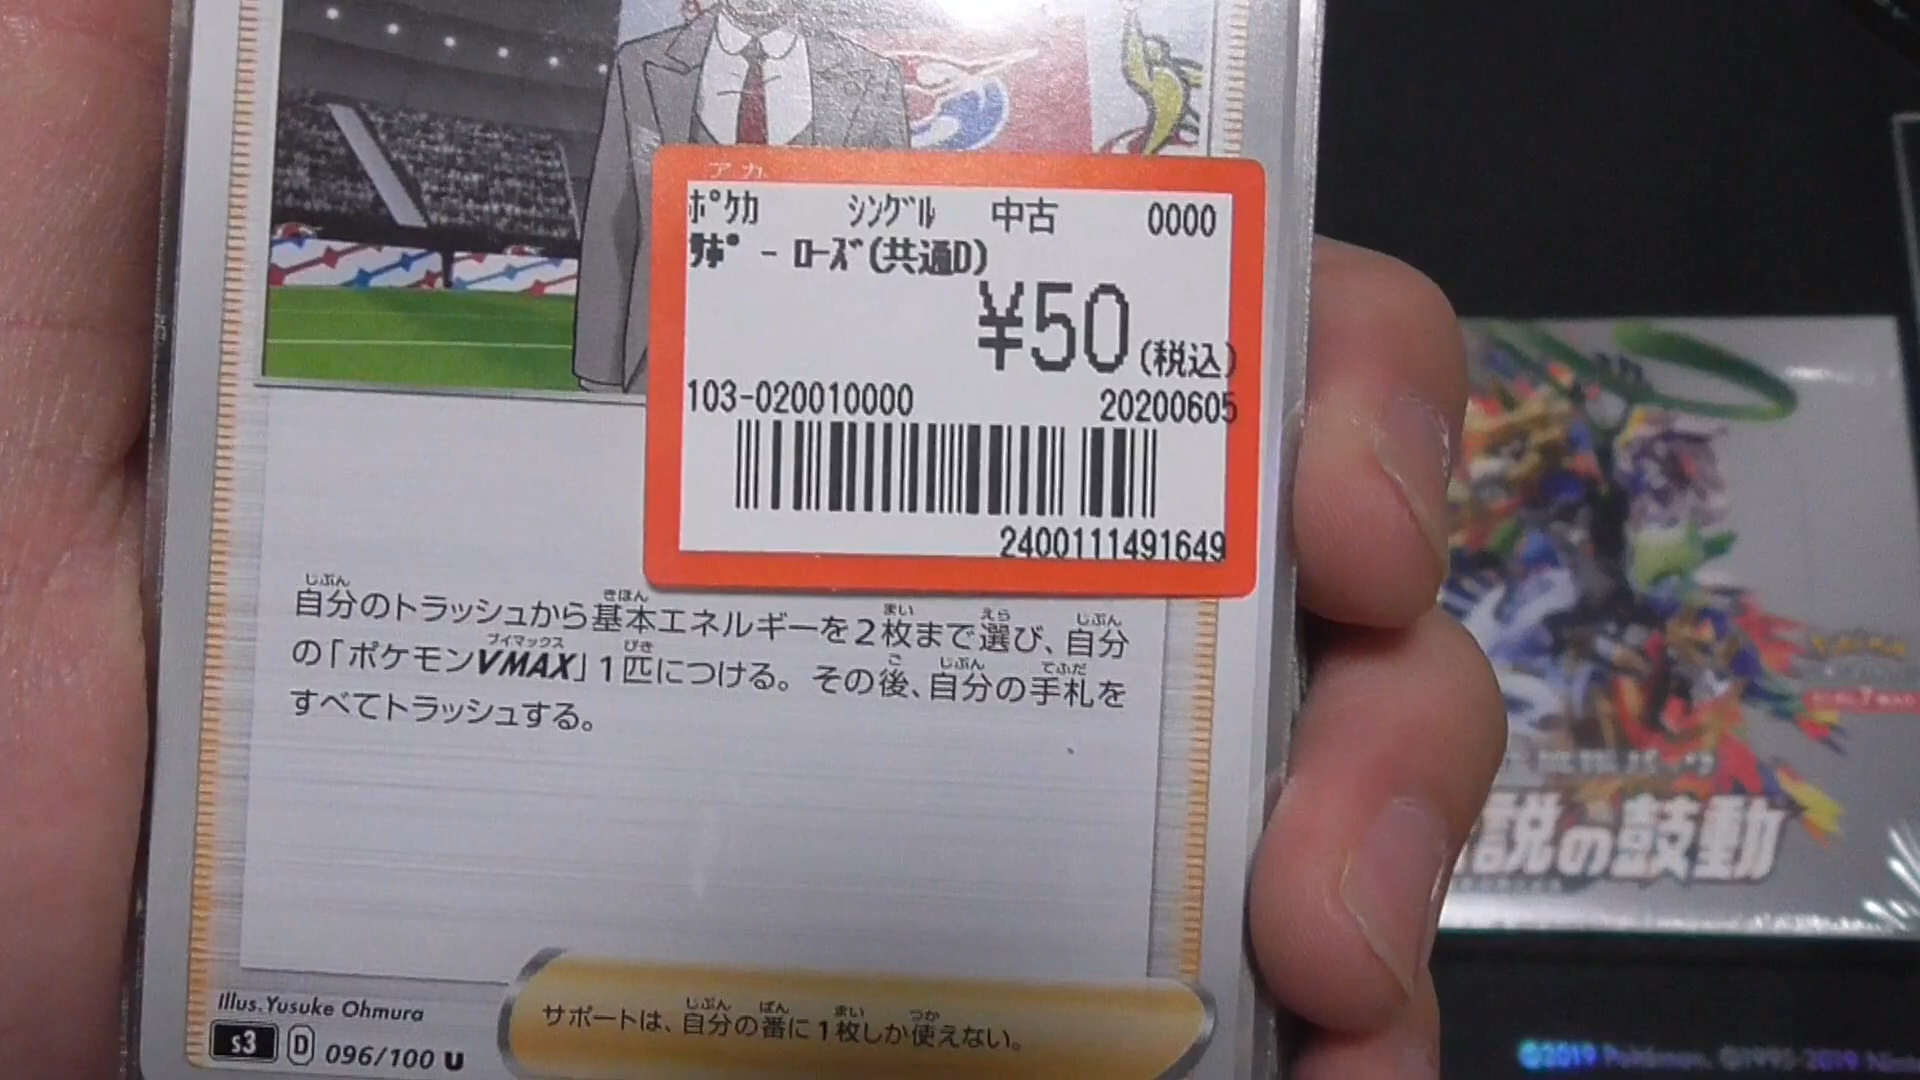 アカ
ﾎﾟｹｶ ｼﾝｸﾞﾙ 中古 0000
ｻﾎﾟ - ﾛｰｽﾞ(共通D)
¥50(税込)
103-020010000 20200605
2400111491649
自分のトラッシュから基本エネルギーを2枚まで選び、自分
の「ポケモンVMAX」1匹につける。その後、自分の手札を
すべてトラッシュする。
サポートは、自分の番に1枚しか使えない。
Illus.Yusuke Ohmura
s3 D 096/100 U
説の鼓動
©2019 Pokémon. ©1995-2019 Ninte